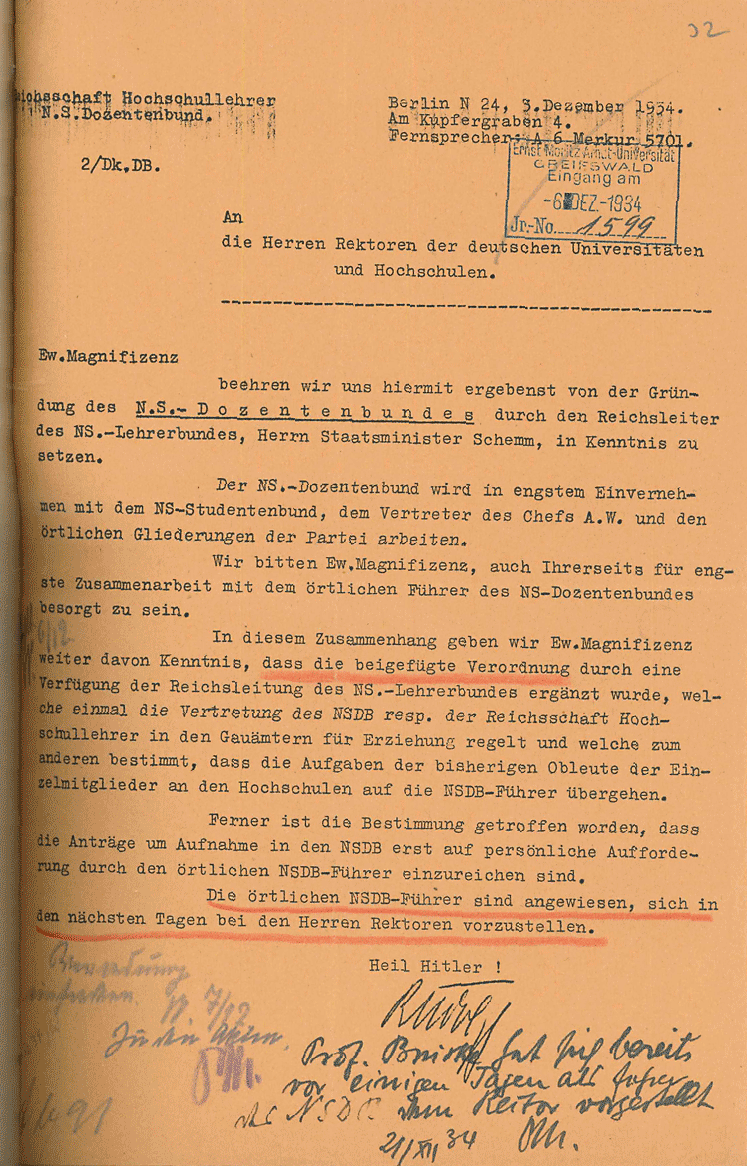 32
Reichsschaft Hochschullehrer
N.S.Dozentenbund.
Berlin N 24, 3.Dezember 1934.
Am Kupfergraben 4.
Fernsprecher: A 6 Merkur 5701.
2/Dk.DB.
Ernst Moritz Arndt-Universität
GREIFSWALD
Eingang am
-6.DEZ.-1934
Jr.-No. 1599
An
die Herren Rektoren der deutschen Universitäten
und Hochschulen.
Ew.Magnifizenz
beehren wir uns hiermit ergebenst von der Grün-
dung des N.S.- D o z e n t e n b u n d e s durch den Reichsleiter
des NS.-Lehrerbundes, Herrn Staatsminister Schemm, in Kenntnis zu
setzen.
Der NS.-Dozentenbund wird in engstem Einverneh-
men mit dem NS-Studentenbund, dem Vertreter des Chefs A.W. und den
örtlichen Gliederungen der Partei arbeiten.
Wir bitten Ew.Magnifizenz, auch Ihrerseits für eng-
ste Zusammenarbeit mit dem örtlichen Führer des NS-Dozentenbundes
besorgt zu sein.
In diesem Zusammenhang geben wir Ew.Magnifizenz
weiter davon Kenntnis, dass die beigefügte Verordnung durch eine
Verfügung der Reichsleitung des NS.-Lehrerbundes ergänzt wurde, wel-
che einmal die Vertretung des NSDB resp. der Reichsschaft Hoch-
schullehrer in den Gauämtern für Erziehung regelt und welche zum
anderen bestimmt, dass die Aufgaben der bisherigen Obleute der Ein-
zelmitglieder an den Hochschulen auf die NSDB-Führer übergehen.
Ferner ist die Bestimmung getroffen worden, dass
die Anträge um Aufnahme in den NSDB erst auf persönliche Aufforde-
rung durch den örtlichen NSDB-Führer einzureichen sind.
Die örtlichen NSDB-Führer sind angewiesen, sich in
den nächsten Tagen bei den Herren Rektoren vorzustellen.
Heil Hitler !
7/12
Zu den Akten.
Prof. hat sich bereits
vor einigen Tagen als Führer
des NSDB dem Rektor vorgestellt
21/XII 34